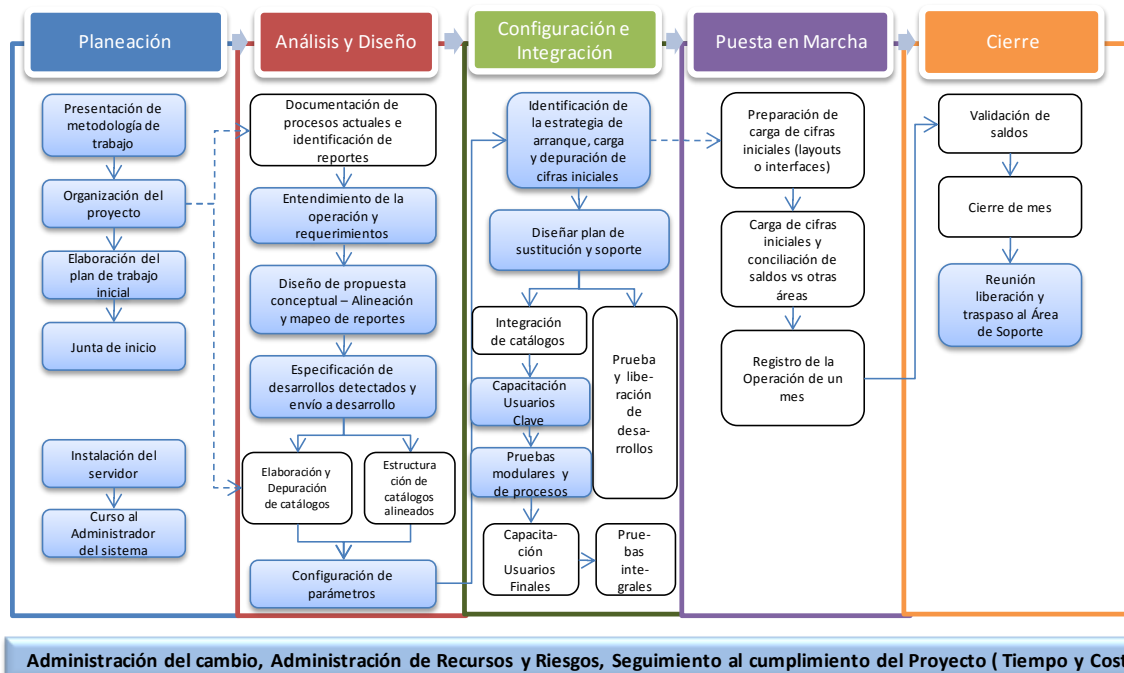 Planeación
Análisis y Diseño
Configuración e
Integración
Puesta en Marcha
Cierre
Presentación de
metodología de
trabajo
Organización del
proyecto
Elaboración del
plan de trabajo
inicial
Junta de inicio
Instalación del
servidor
Curso al
Administrador
del sistema
Documentación de
procesos actuales e
identificación de
reportes
Entendimiento de la
operación y
requerimientos
Diseño de propuesta
conceptual – Alineación
y mapeo de reportes
Especificación de
desarrollos detectados y
envío a desarrollo
Elaboración y
Depuración
de catálogos
Estructura
ción de
catálogos
alineados
Configuración de
parámetros
Identificación de
la estrategia de
arranque, carga
y depuración de
cifras iniciales
Diseñar plan de
sustitución y soporte
Integración
de catálogos
Capacitación
Usuarios
Clave
Pruebas
modulares y
de procesos
Capacita-
ción
Usuarios
Finales
Prueba
y libe-
ración
de
desa-
rrollos
Prue-
bas
inte-
grales
Preparación de
carga de cifras
iniciales (layouts
o interfaces)
Carga de cifras
iniciales y
conciliación de
saldos vs otras
áreas
Registro de la
Operación de un
mes
Validación de
saldos
Cierre de mes
Reunión
liberación y
traspaso al Área
de Soporte
Administración del cambio, Administración de Recursos y Riesgos, Seguimiento al cumplimiento del Proyecto ( Tiempo y Cost